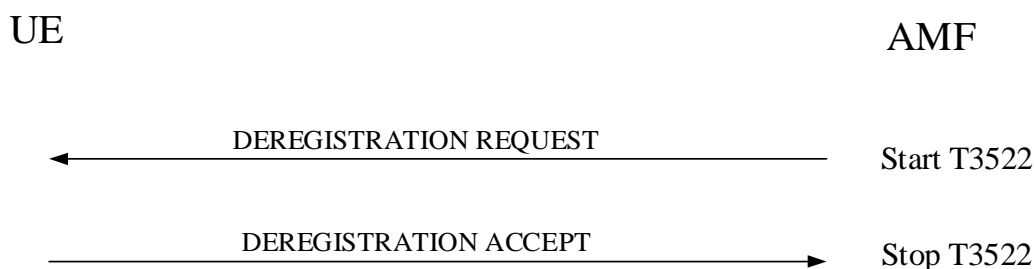 UE
AMF
DEREGISTRATION REQUEST
Start T3522
DEREGISTRATION ACCEPT
Stop T3522